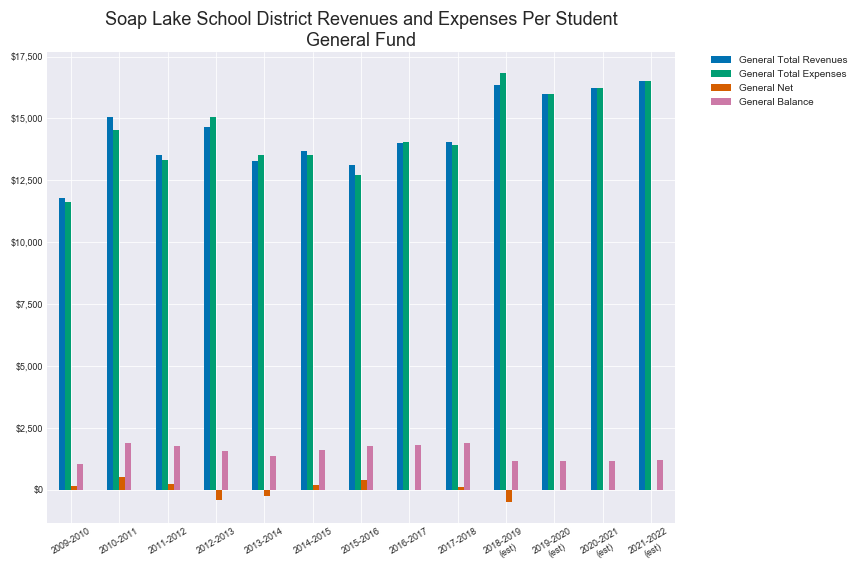 Soap Lake School District Revenues and Expenses Per Student
General Fund
General Total Revenues
General Total Expenses
General Net
General Balance
$17,500
$15,000
$12,500
$10,000
$7,500
$5,000
$2,500
$0
2009-2010
2010-2011
2011-2012
2012-2013
2013-2014
2014-2015
2015-2016
2016-2017
2017-2018
2018-2019
(est)
2019-2020
(est)
2020-2021
(est)
2021-2022
(est)